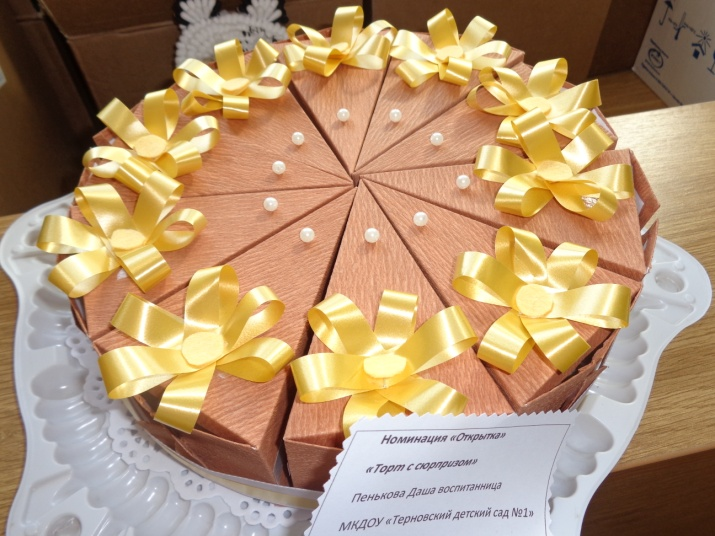 Номинация «Открытка»
«Торт с сюрпризом»
Пенькова Даша воспитанница
МКДОУ «Терновский детский сад №1»